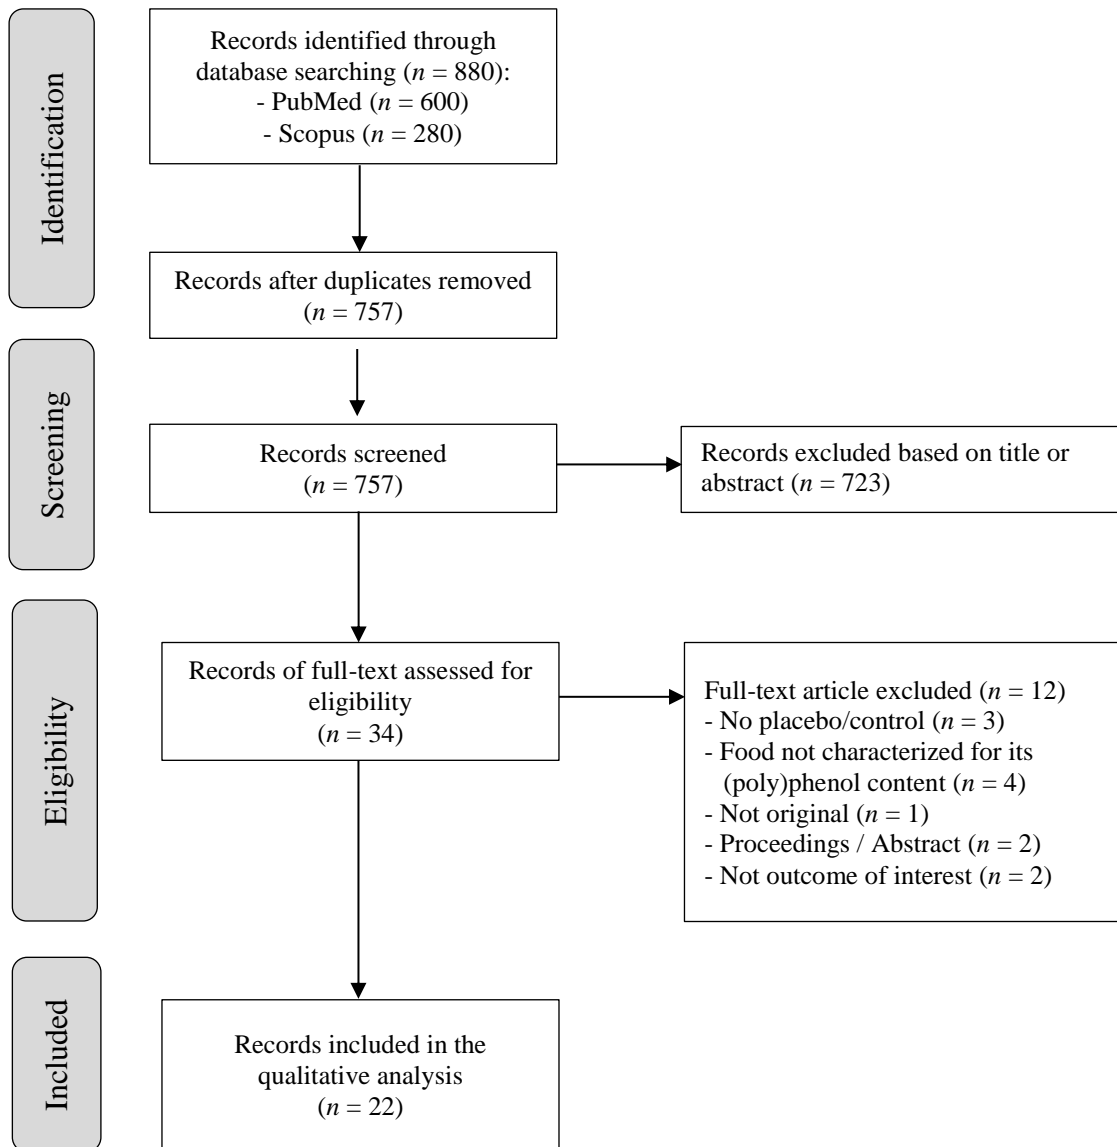 Identification
Records identified through
database searching (n = 880):
- PubMed (n = 600)
- Scopus (n = 280)
Records after duplicates removed
(n = 757)
Screening
Records screened
(n = 757)
Records excluded based on title or
abstract (n = 723)
Eligibility
Records of full-text assessed for
eligibility
(n = 34)
Full-text article excluded (n = 12)
- No placebo/control (n = 3)
- Food not characterized for its
(poly)phenol content (n = 4)
- Not original (n = 1)
- Proceedings / Abstract (n = 2)
- Not outcome of interest (n = 2)
Included
Records included in the
qualitative analysis
(n = 22)